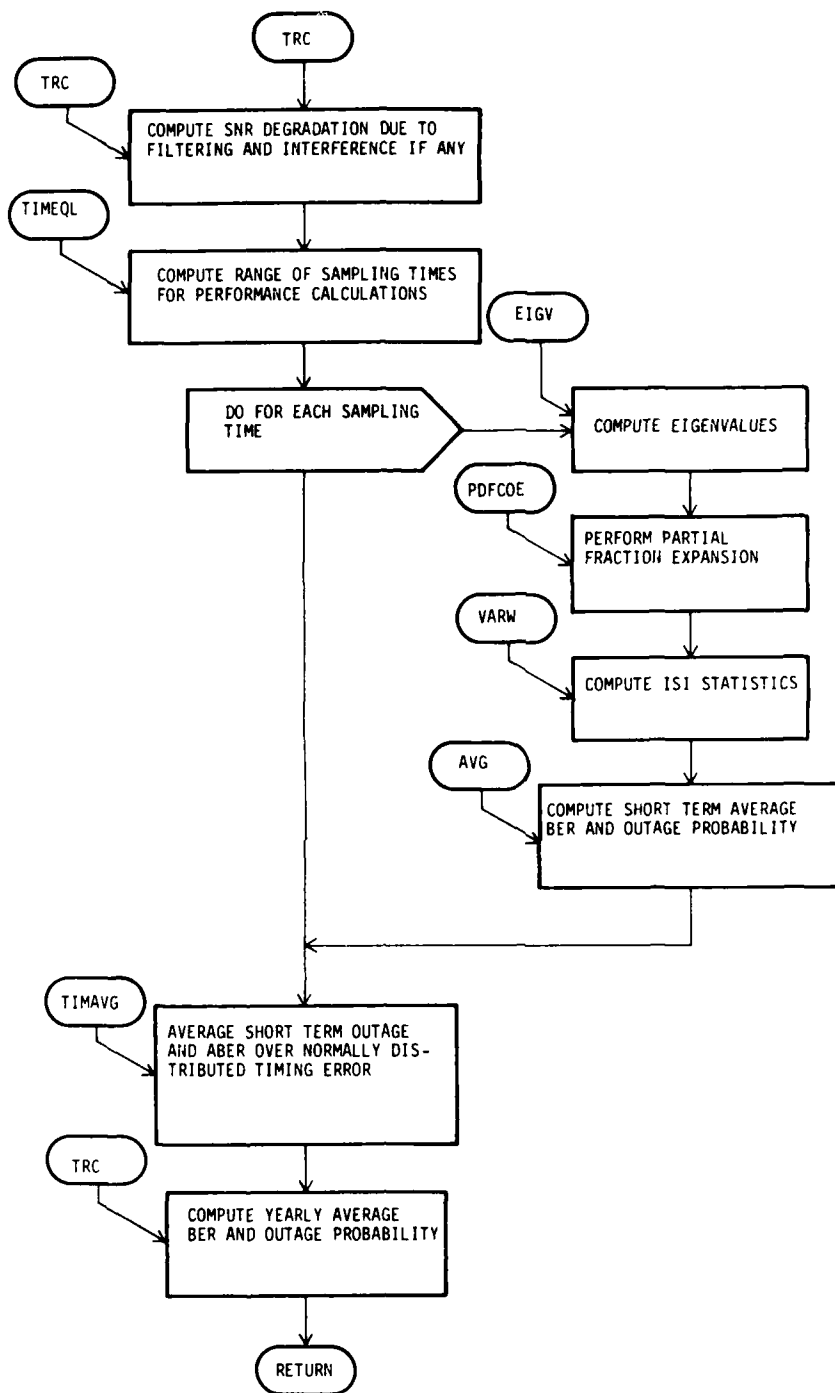 TRC
TRC
COMPUTE SNR DEGRADATION DUE TO
FILTERING AND INTERFERENCE IF ANY
TIMEQL
COMPUTE RANGE OF SAMPLING TIMES
FOR PERFORMANCE CALCULATIONS
EIGV
DO FOR EACH SAMPLING
TIME
COMPUTE EIGENVALUES
PDFCOE
PERFORM PARTIAL
FRACTION EXPANSION
VARW
COMPUTE ISI STATISTICS
AVG
COMPUTE SHORT TERM AVERAGE
BER AND OUTAGE PROBABILITY
TIMAVG
AVERAGE SHORT TERM OUTAGE
AND ABER OVER NORMALLY DIS-
TRIBUTED TIMING ERROR
TRC
COMPUTE YEARLY AVERAGE
BER AND OUTAGE PROBABILITY
RETURN